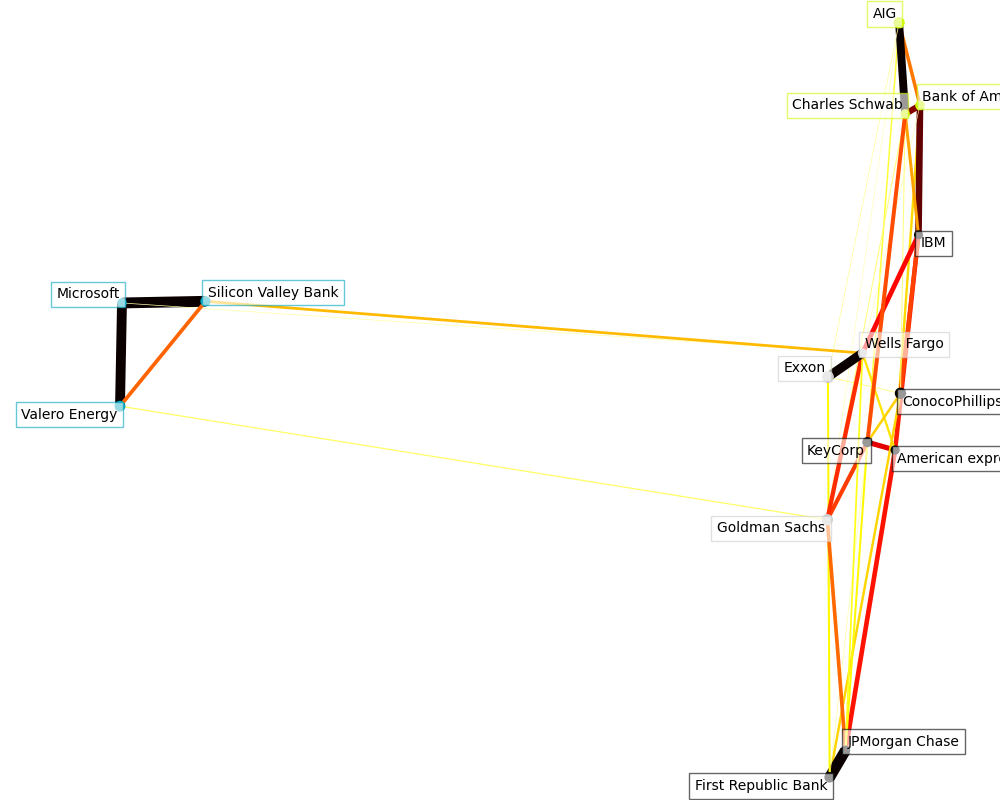 AIG
Bank of Am
Charles Schwab
IBM
Microsoft
Silicon Valley Bank
Wells Fargo
Exxon
ConocoPhillips
Valero Energy
KeyCorp
American expre
Goldman Sachs
JPMorgan Chase
First Republic Bank